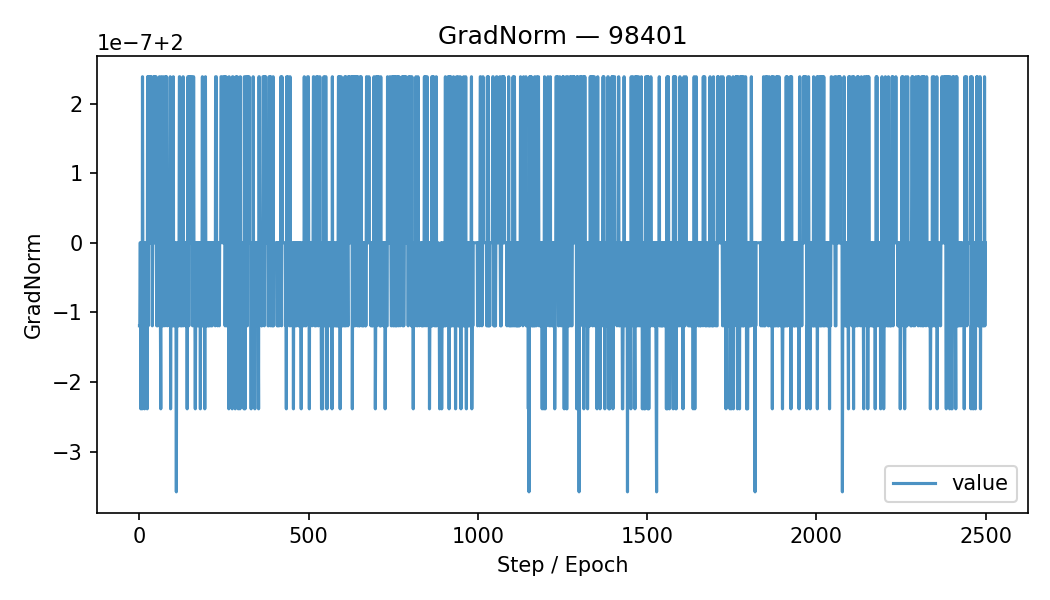 GradNorm — 98401
1e−7+2
2
1
0
−1
−2
−3
GradNorm
0
500
1000
1500
2000
2500
Step / Epoch
value